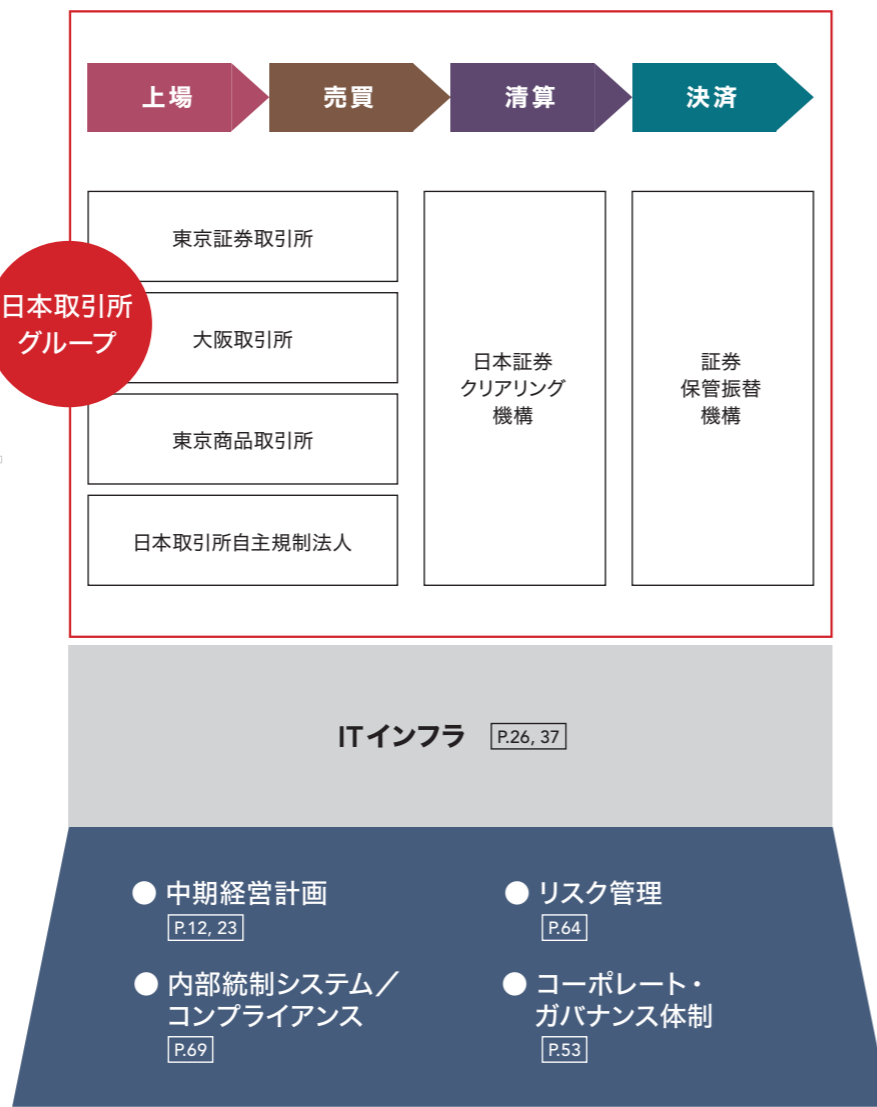 上場
売買
清算
決済
日本取引所
グループ
東京証券取引所
大阪取引所
東京商品取引所
日本取引所自主規制法人
日本証券
クリアリング
機構
証券
保管振替
機構
ITインフラ P.26, 37
● 中期経営計画
P.12, 23
● リスク管理
P.64
● 内部統制システム／
コンプライアンス
P.69
● コーポレート・
ガバナンス体制
P.53